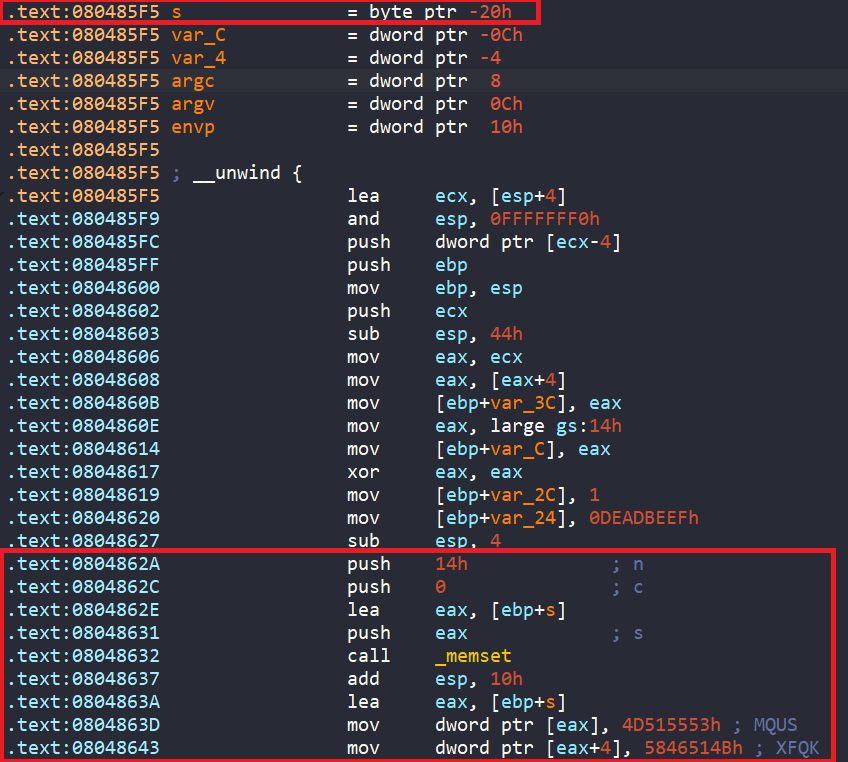 .text:080485F5 s = byte ptr -20h
.text:080485F5 var_C = dword ptr -0Ch
.text:080485F5 var_4 = dword ptr -4
.text:080485F5 argc = dword ptr 8
.text:080485F5 argv = dword ptr 0Ch
.text:080485F5 envp = dword ptr 10h
.text:080485F5
.text:080485F5 ; __unwind {
.text:080485F5 lea ecx, [esp+4]
.text:080485F9 and esp, 0FFFFFFF0h
.text:080485FC push dword ptr [ecx-4]
.text:080485FF push ebp
.text:08048600 mov ebp, esp
.text:08048602 push ecx
.text:08048603 sub esp, 44h
.text:08048606 mov eax, ecx
.text:08048608 mov eax, [eax+4]
.text:0804860B mov [ebp+var_3C], eax
.text:0804860E mov eax, large gs:14h
.text:08048614 mov [ebp+var_C], eax
.text:08048617 xor eax, eax
.text:08048619 mov [ebp+var_2C], 1
.text:08048620 mov [ebp+var_24], 0DEADBEEFh
.text:08048627 sub esp, 4
.text:0804862A push 14h ; n
.text:0804862C push 0 ; c
.text:0804862E lea eax, [ebp+s]
.text:08048631 push eax ; s
.text:08048632 call _memset
.text:08048637 add esp, 10h
.text:0804863A lea eax, [ebp+s]
.text:0804863D mov dword ptr [eax], 4D515553h ; MQUS
.text:08048643 mov dword ptr [eax+4], 5846514Bh ; XFQK